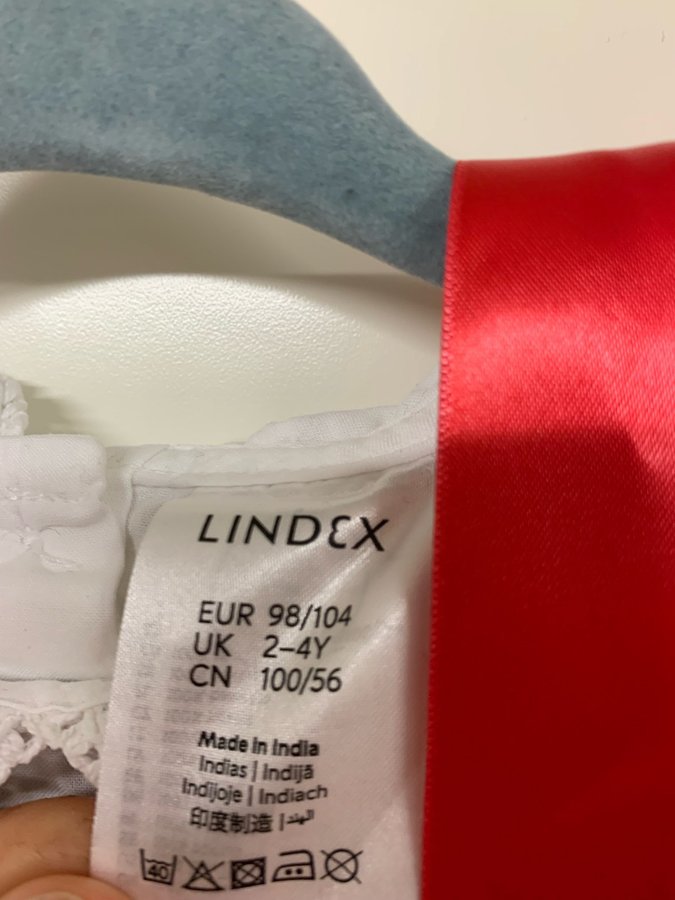 LINDEX
EUR 98/104
UK 2–4Y
CN 100/56
Made in India
Indias | Indijā
Indijoje | Indiach
印度制造 | الهند
40